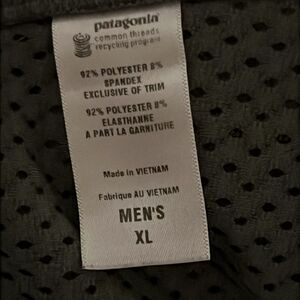 patagonia
common threads
recycling program
92% POLYESTER 8%
SPANDEX
EXCLUSIVE OF TRIM
92% POLYESTER 8%
ELASTHANNE
A PART LA GARNITURE
Made in VIETNAM
Fabrique AU VIETNAM
MEN'S
XL